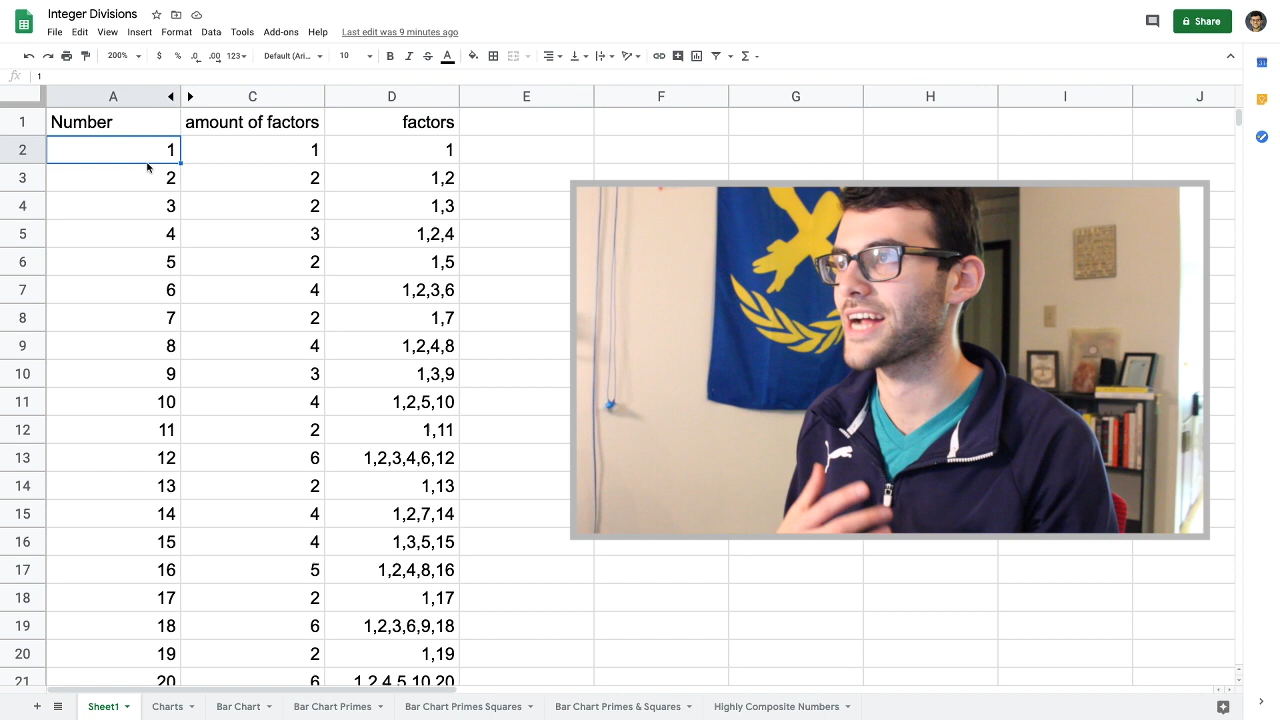 Integer Divisions
File Edit View Insert Format Data Tools Add-ons Help Last edit was 9 minutes ago
Share
200% $ % .0 .00 123 Default (Ari... 10 B I S A
fx 1
A C D E F G H I J
1 Number amount of factors factors
2 1 1 1
3 2 2 1,2
4 3 2 1,3
5 4 3 1,2,4
6 5 2 1,5
7 6 4 1,2,3,6
8 7 2 1,7
9 8 4 1,2,4,8
10 9 3 1,3,9
11 10 4 1,2,5,10
12 11 2 1,11
13 12 6 1,2,3,4,6,12
14 13 2 1,13
15 14 4 1,2,7,14
16 15 4 1,3,5,15
17 16 5 1,2,4,8,16
18 17 2 1,17
19 18 6 1,2,3,6,9,18
20 19 2 1,19
21 20 6 1,2,4,5,10,20
Sheet1 Charts Bar Chart Bar Chart Primes Bar Chart Primes Squares Bar Chart Primes & Squares Highly Composite Numbers